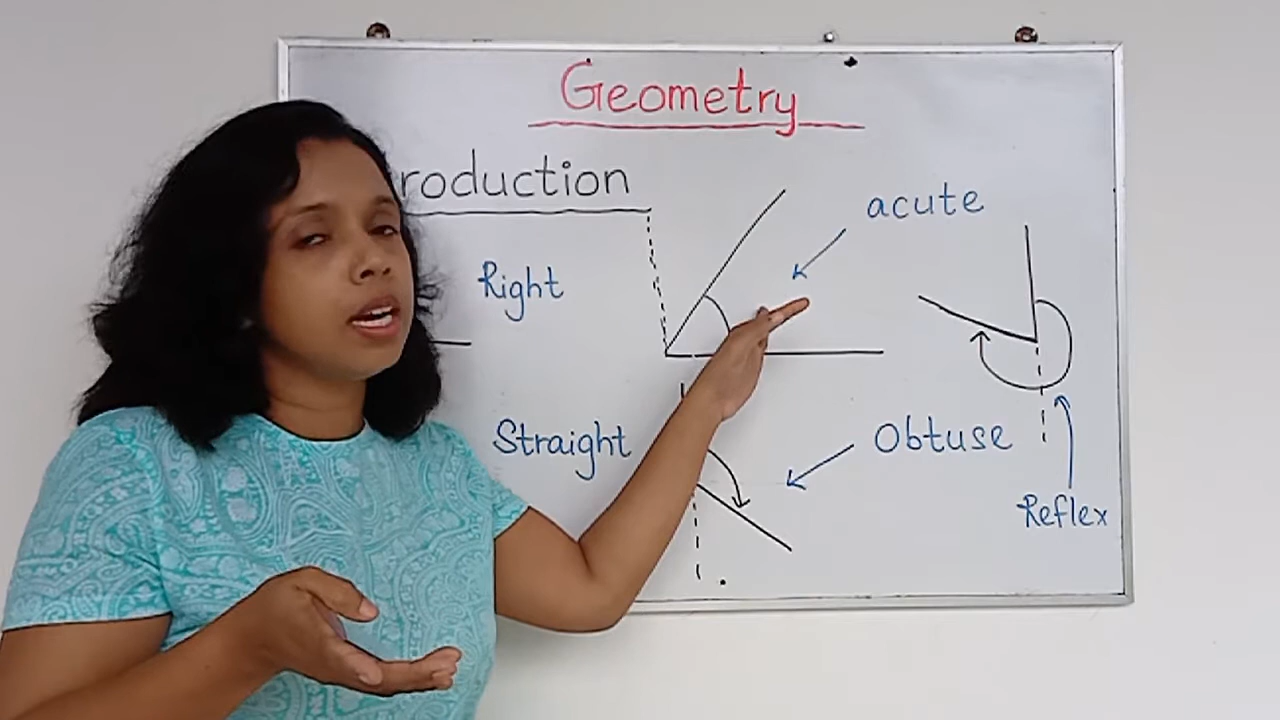 Geometry
roduction
acute
Right
Straight
Obtuse
Reflex